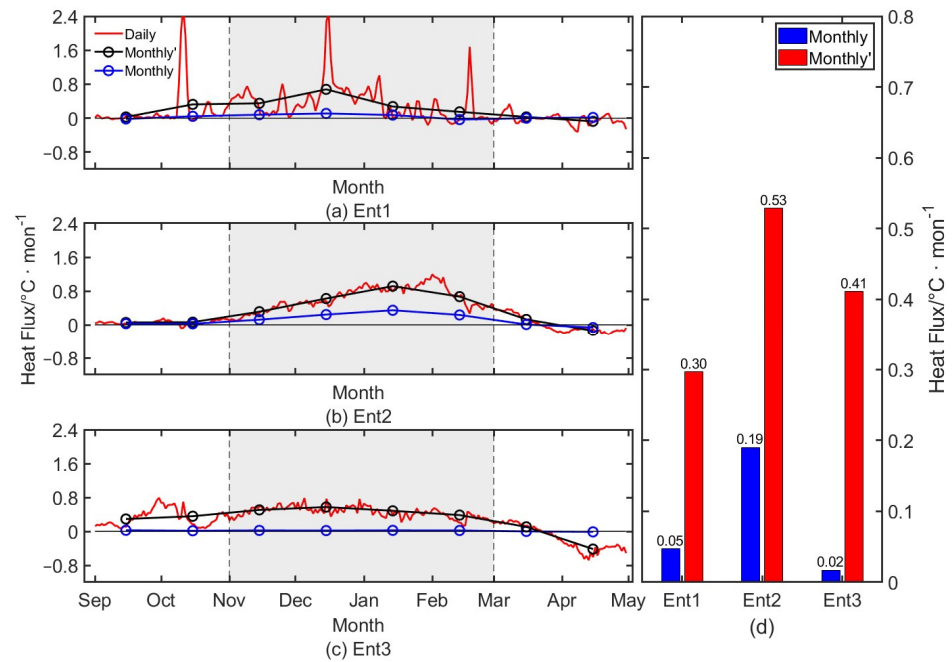 2.4
1.6
0.8
0
−0.8
Daily
Monthly'
Monthly
Month
(a) Ent1
2.4
1.6
0.8
0
−0.8
Month
(b) Ent2
2.4
1.6
0.8
0
−0.8
Sep Oct Nov Dec Jan Feb Mar Apr May
Month
(c) Ent3
Heat Flux/°C · mon⁻¹
Monthly
Monthly'
0.05
0.30
0.19
0.53
0.02
0.41
Ent1 Ent2 Ent3
(d)
0.8
0.7
0.6
0.5
0.4
0.3
0.2
0.1
0
Heat Flux/°C · mon⁻¹